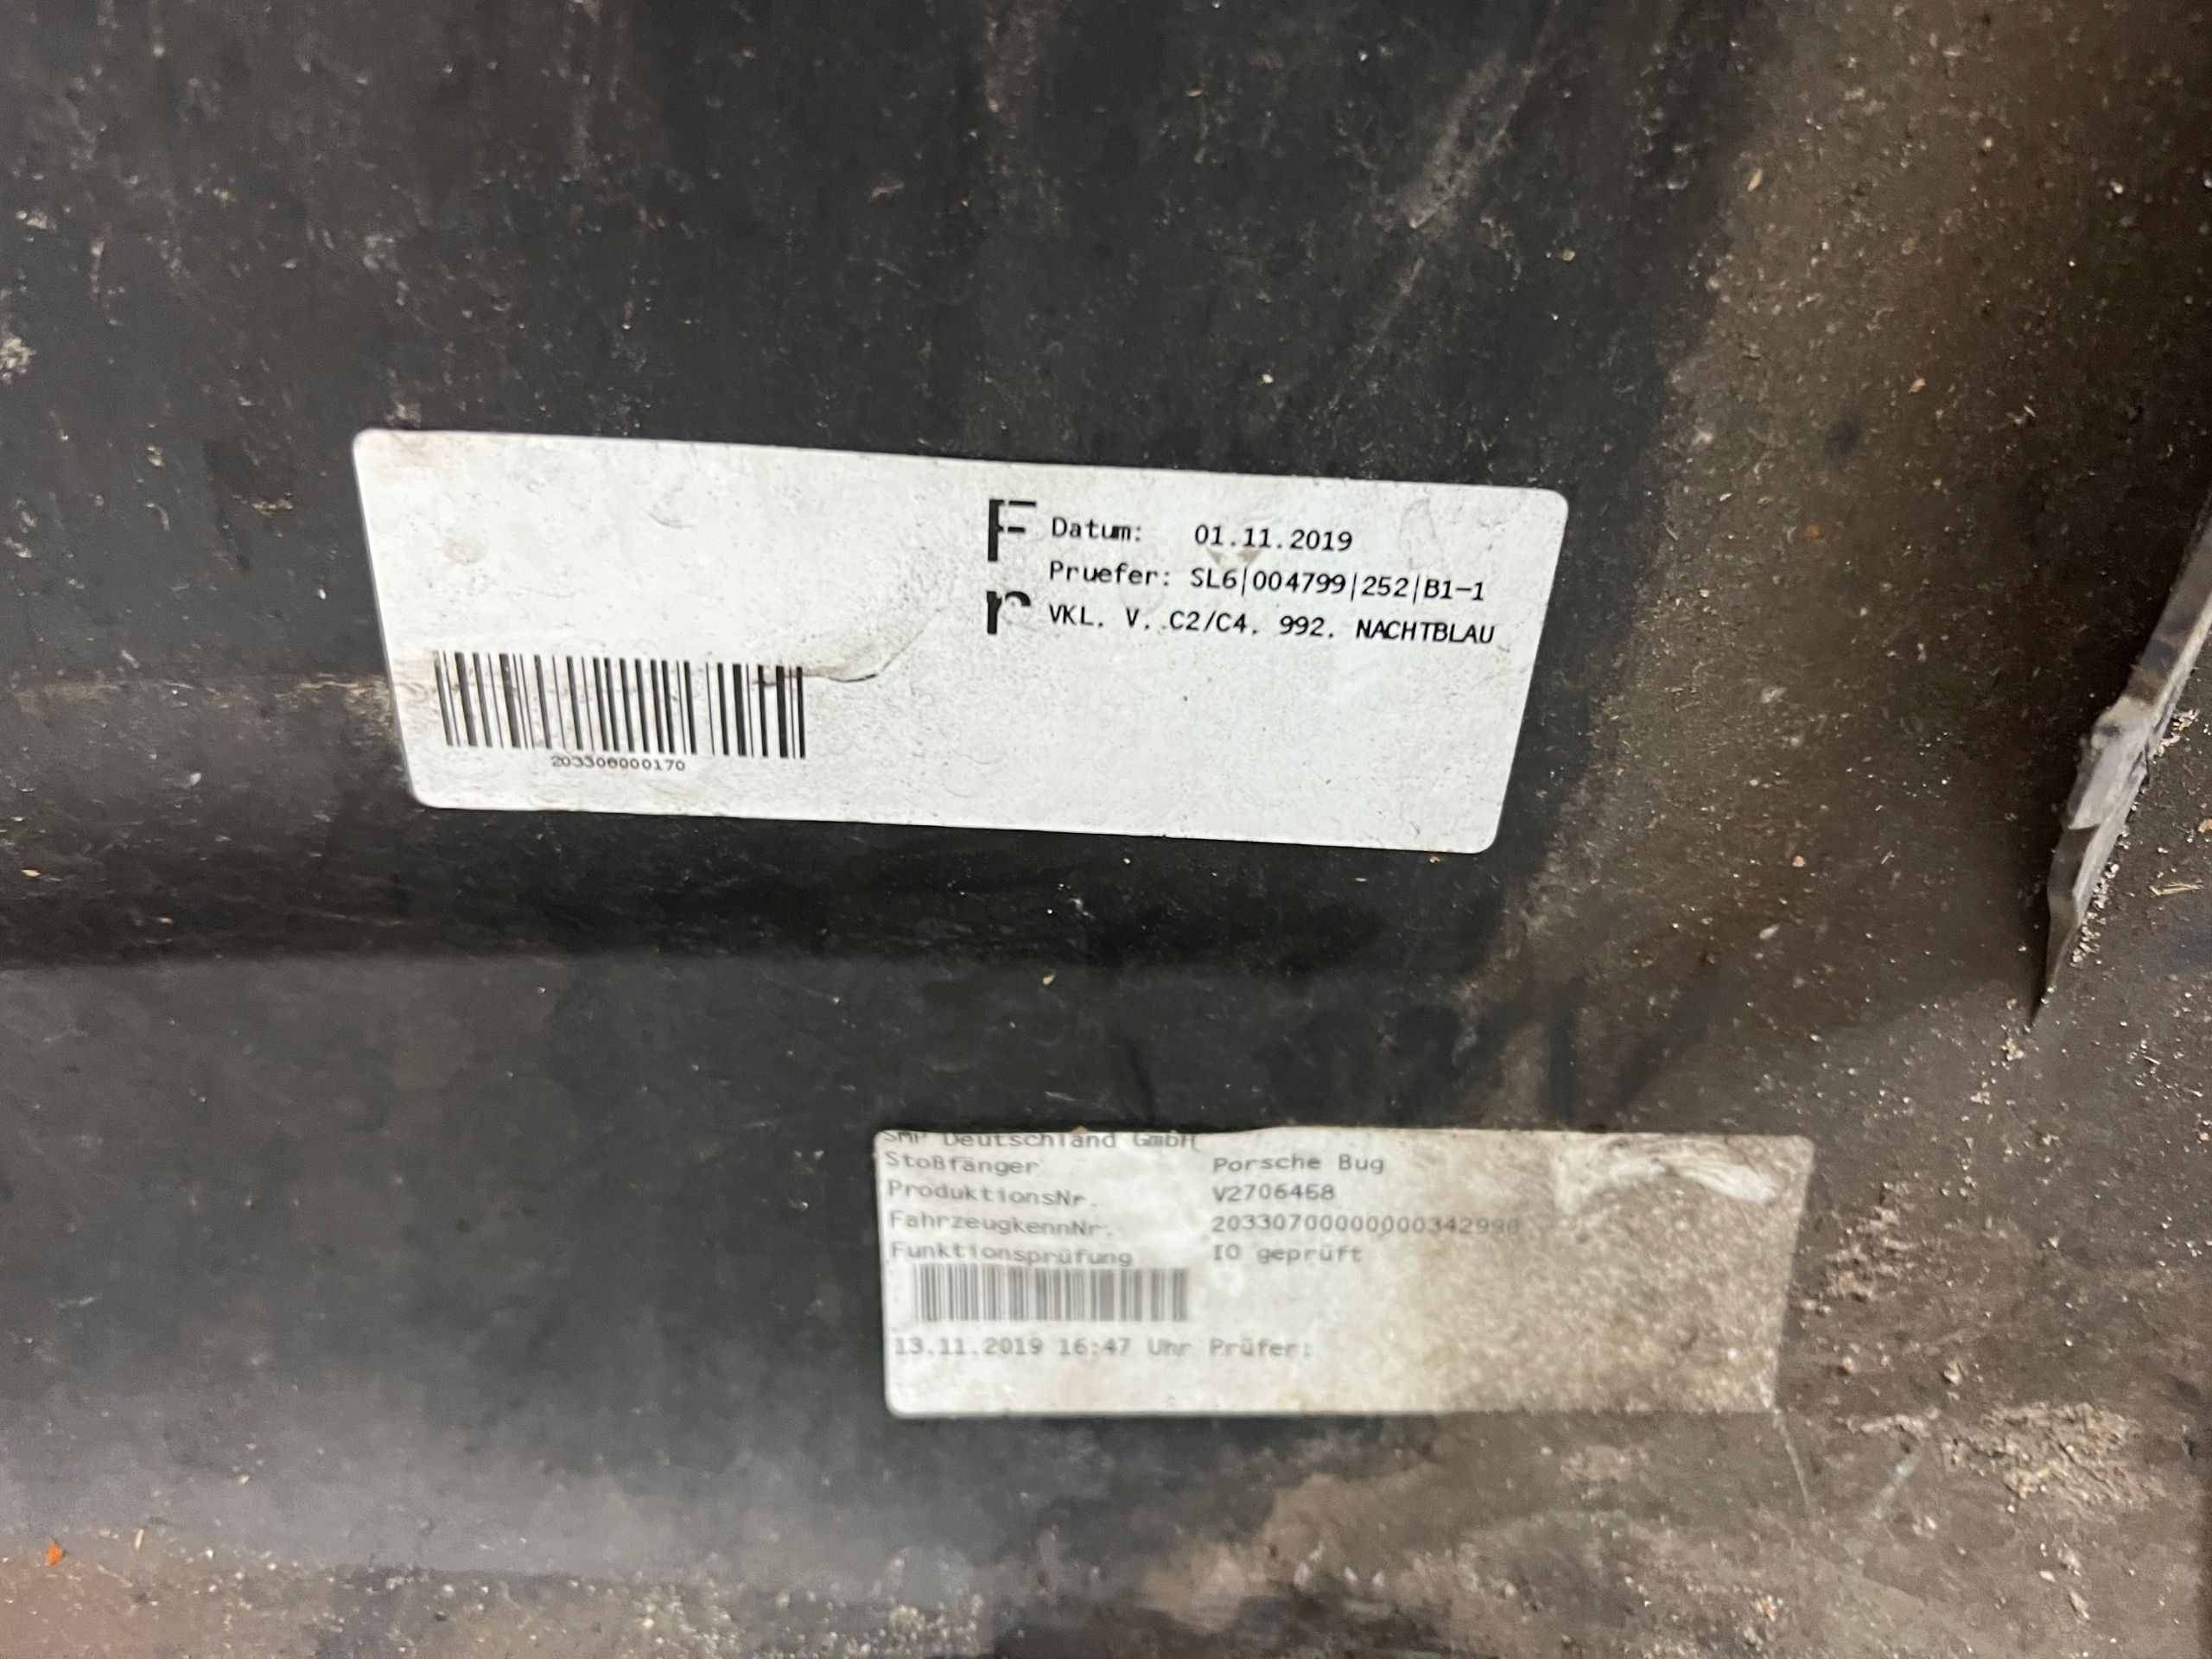 F Datum: 01.11.2019
Pruefer: SL6|004799|252|B1-1
r VKL. V. C2/C4. 992. NACHTBLAU
203306000170
SMP Deutschland GmbH
Stoßfänger Porsche Bug
ProduktionsNr. V2706468
FahrzeugkennNr.
Funktionsprüfung IO geprüft
13.11.2019 16:47 Uhr Prüfer: